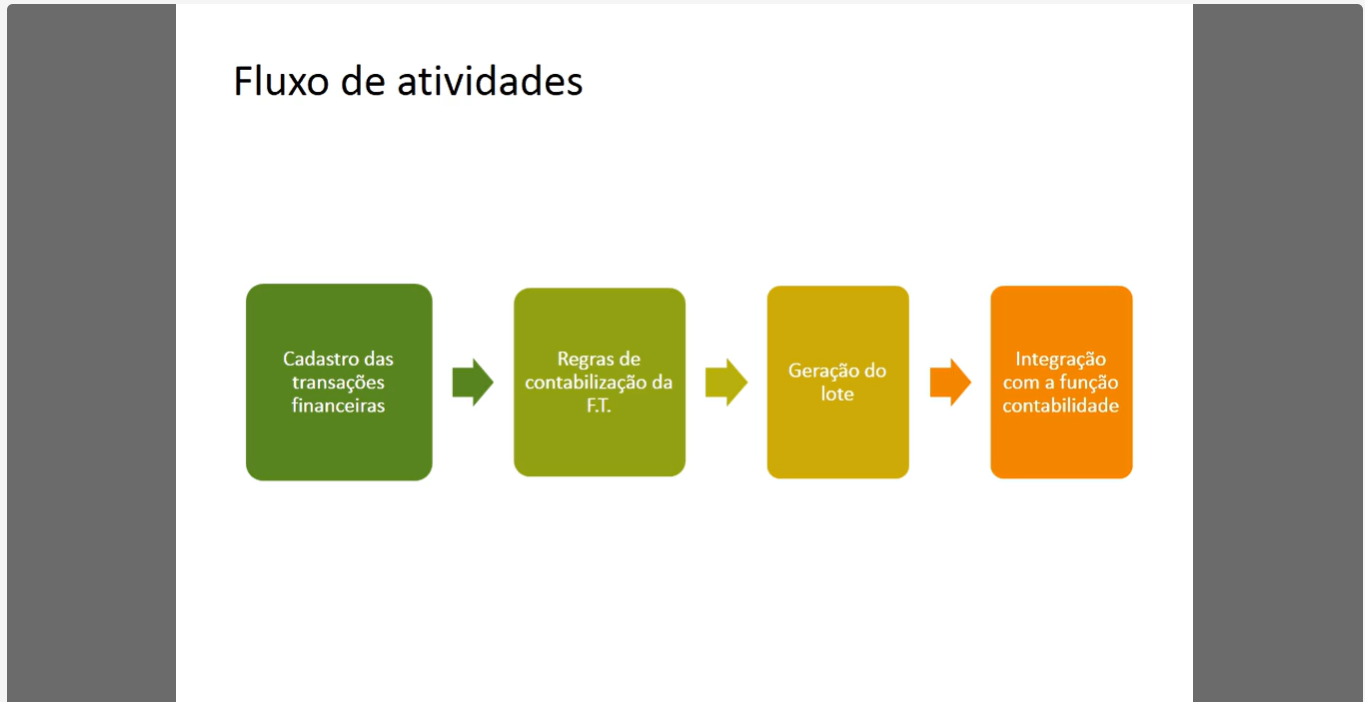 Fluxo de atividades
Cadastro das
transações
financeiras
Regras de
contabilização da
F.T.
Geração do
lote
Integração
com a função
contabilidade